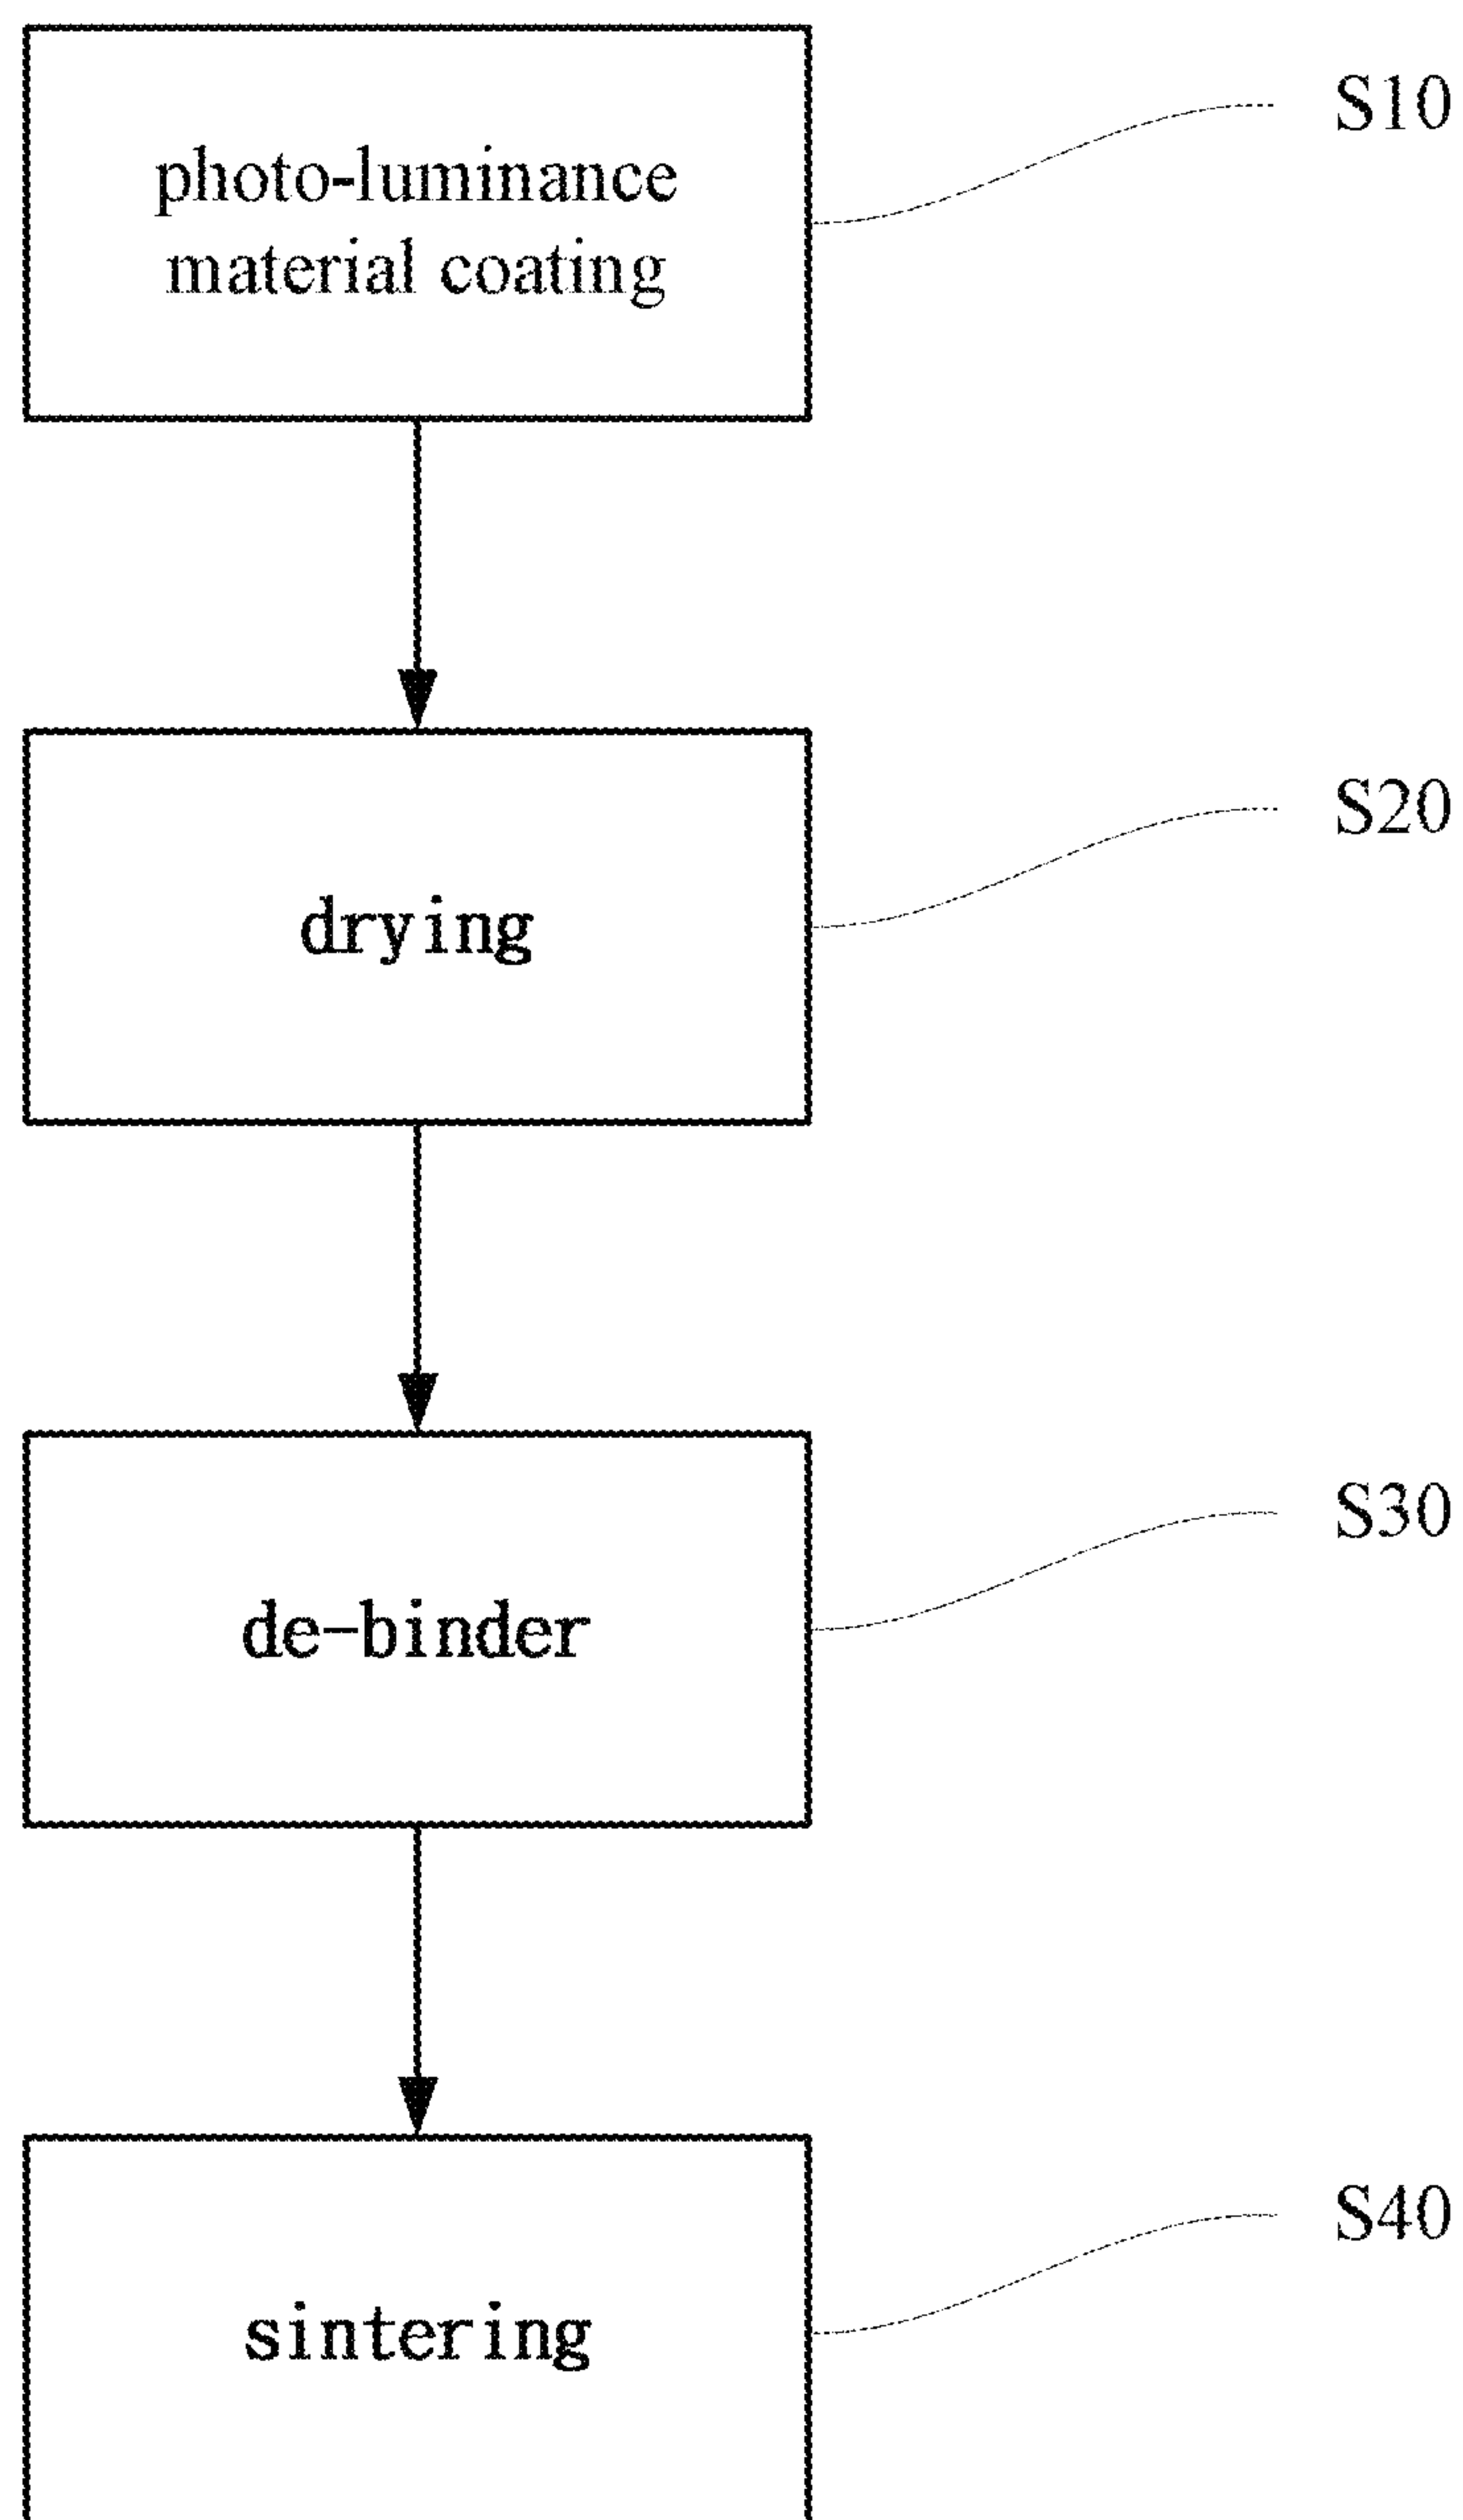 photo-luminance
material coating
S10
drying
S20
de-binder
S30
sintering
S40